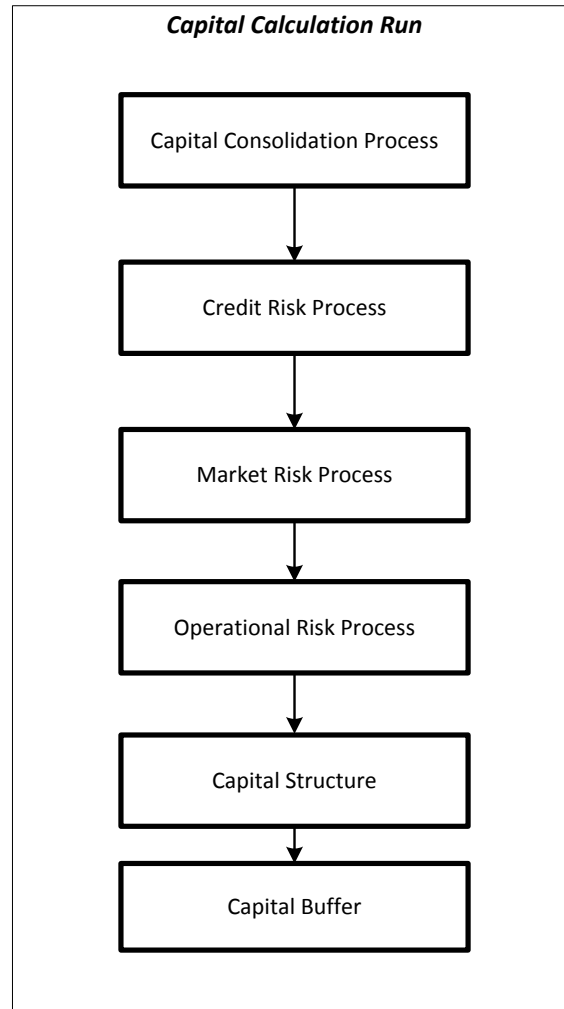 Capital Calculation Run
Capital Consolidation Process
Credit Risk Process
Market Risk Process
Operational Risk Process
Capital Structure
Capital Buffer